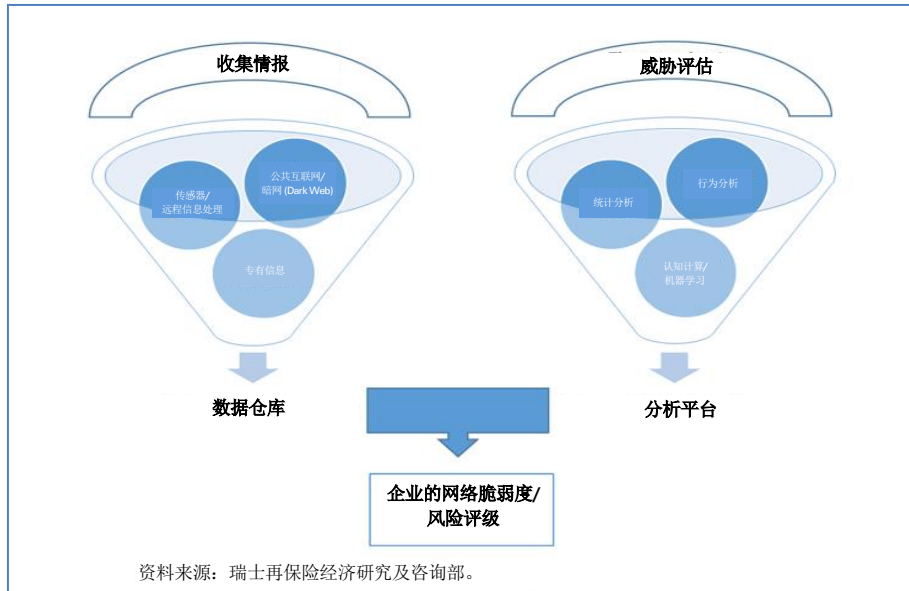 收集情报
威胁评估
公共互联网/
暗网 (Dark Web)
传感器/
远程信息处理
专有信息
行为分析
统计分析
认知计算/
机器学习
数据仓库
分析平台
企业的网络脆弱度/
风险评级
资料来源：瑞士再保险经济研究及咨询部。